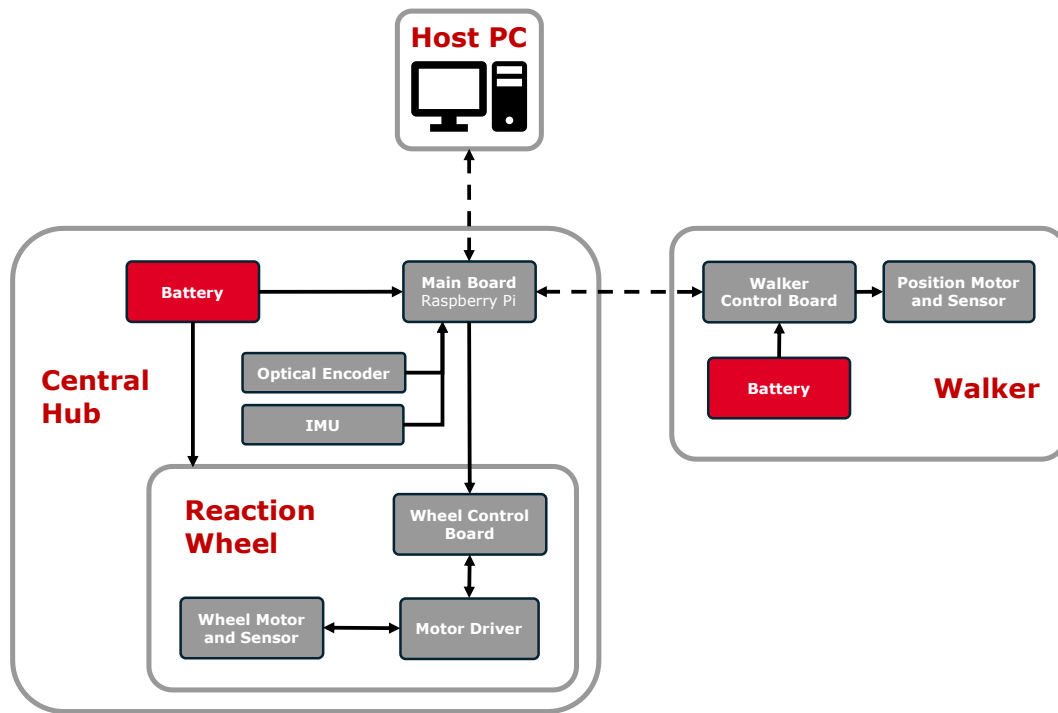 Host PC
Battery
Main Board
Raspberry Pi
Walker
Control Board
Position Motor
and Sensor
Optical Encoder
IMU
Central
Hub
Battery
Walker
Reaction
Wheel
Wheel Control
Board
Wheel Motor
and Sensor
Motor Driver